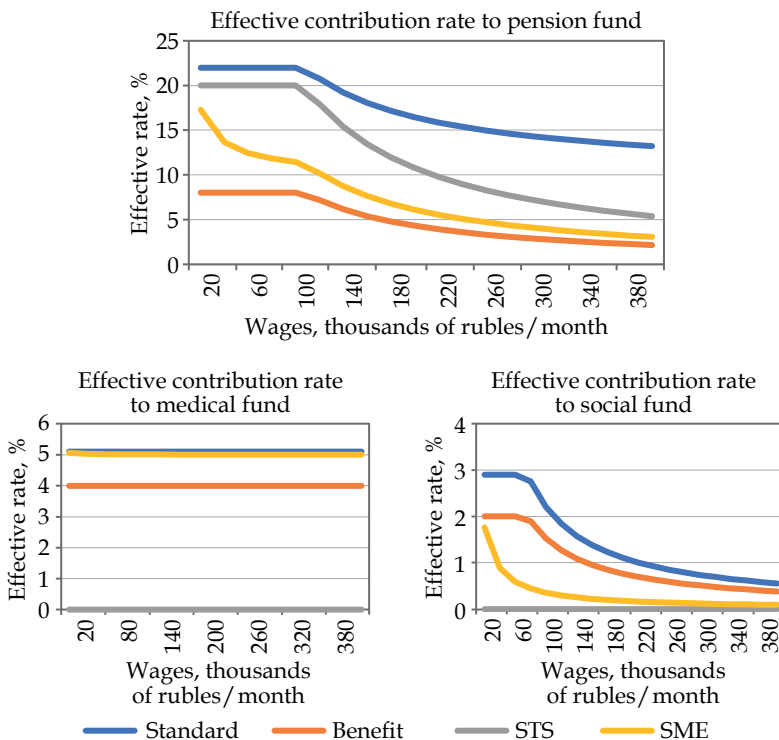 Effective contribution rate to pension fund
Effective rate, %
25
20
15
10
5
0
20
60
100
140
180
220
260
300
340
380
Wages, thousands of rubles/month
Effective contribution rate
to medical fund
Effective rate, %
6
5
4
3
2
1
0
20
80
140
200
260
320
380
Wages, thousands
of rubles/month
Effective contribution rate
to social fund
Effective rate, %
4
3
2
1
0
20
60
100
140
180
220
260
300
340
380
Wages, thousands
of rubles/month
Standard
Benefit
STS
SME